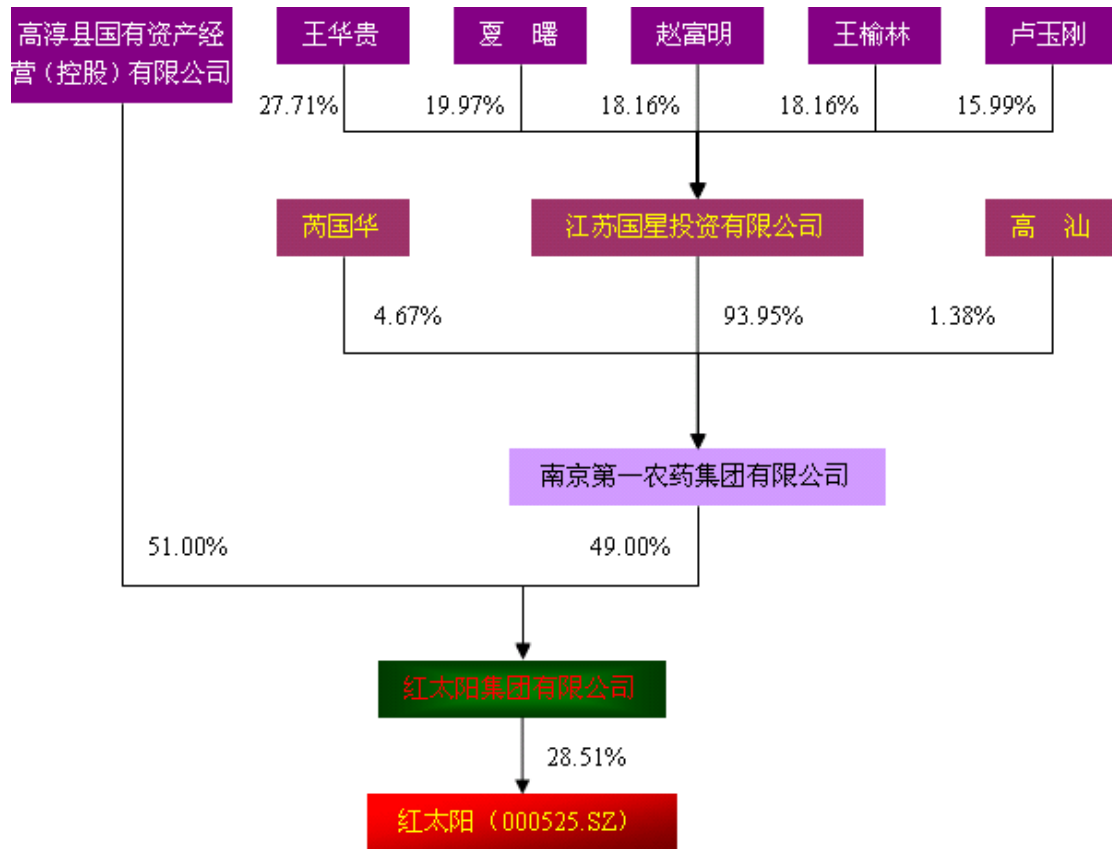 高淳县国有资产经
营（控股）有限公司
王华贵
夏 曙
赵富明
王榆林
卢玉刚
27.71%
19.97%
18.16%
18.16%
15.99%
芮国华
江苏国星投资有限公司
高 汕
4.67%
93.95%
1.38%
南京第一农药集团有限公司
51.00%
49.00%
红太阳集团有限公司
28.51%
红太阳（000525.SZ）